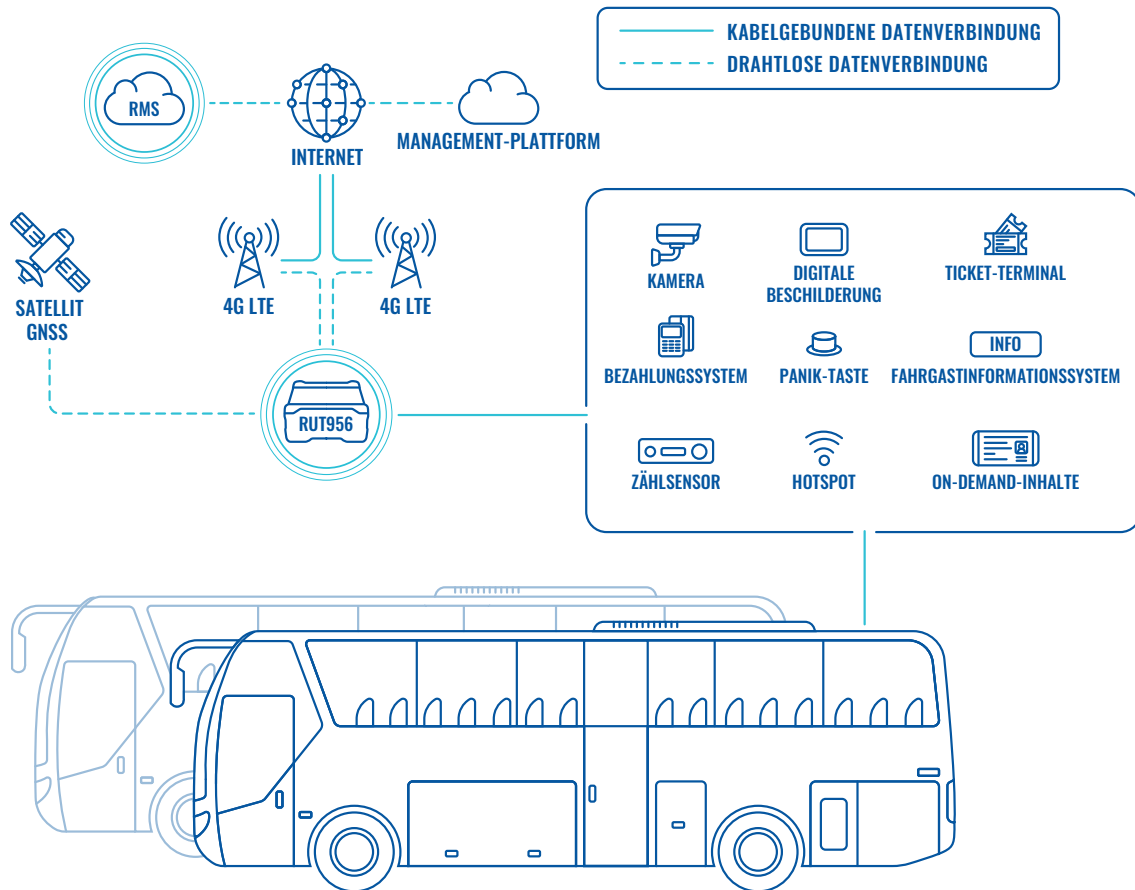 KABELGEBUNDENE DATENVERBINDUNG
DRAHTLOSE DATENVERBINDUNG
RMS
INTERNET
MANAGEMENT-PLATTFORM
SATELLIT
GNSS
4G LTE
4G LTE
RUT956
KAMERA
DIGITALE
BESCHILDERUNG
TICKET-TERMINAL
BEZAHLUNGSSYSTEM
PANIK-TASTE
INFO
FAHRGASTINFORMATIONSSYSTEM
ZÄHLSENSOR
HOTSPOT
ON-DEMAND-INHALTE